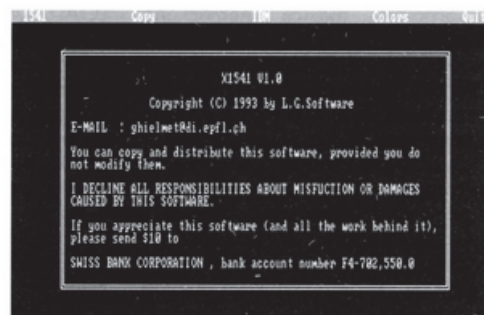 1541 Copy IBM Colors Quit
X1541 V1.0
Copyright (C) 1993 by L.G.Software
E-MAIL : ghielmet@di.epfl.ch
You can copy and distribute this software, provided you do
not modify them.
I DECLINE ALL RESPONSIBILITIES ABOUT MISFUCTION OR DAMAGES
CAUSED BY THIS SOFTWARE.
If you appreciate this software (and all the work behind it),
please send $10 to
SWISS BANK CORPORATION , bank account number F4-702,550.0